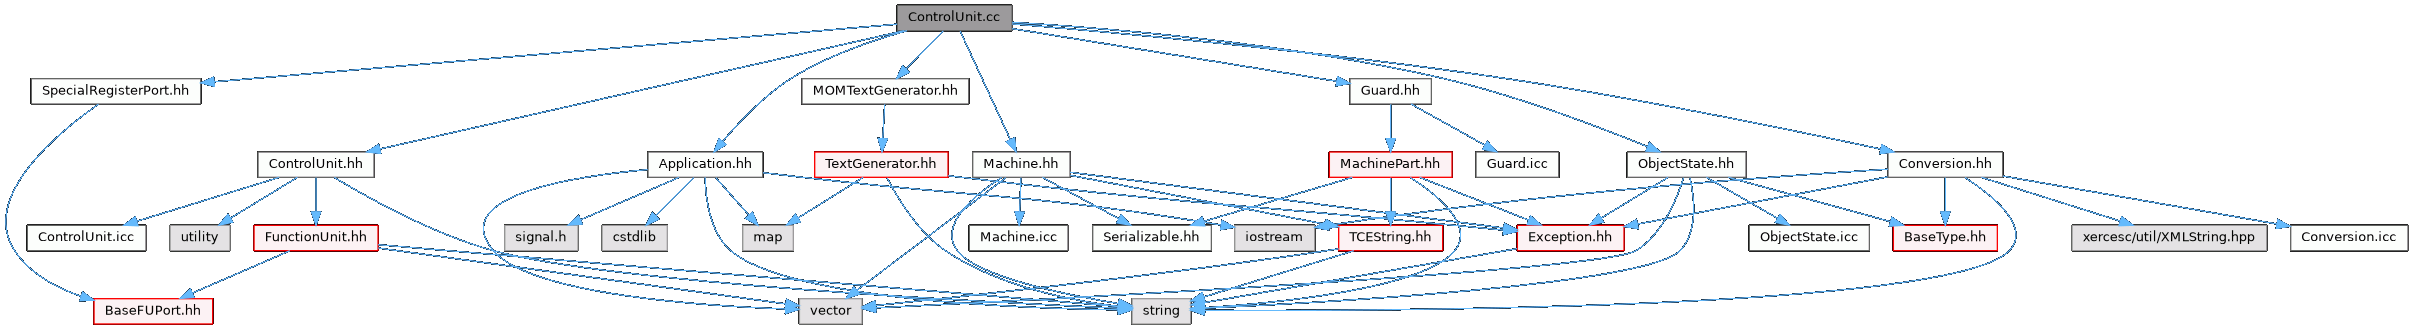 ControlUnit.cc
SpecialRegisterPort.hh
MOMTextGenerator.hh
Guard.hh
ControlUnit.hh
Application.hh
TextGenerator.hh
Machine.hh
MachinePart.hh
Guard.icc
ObjectState.hh
Conversion.hh
ControlUnit.icc
utility
FunctionUnit.hh
signal.h
cstdlib
map
Machine.icc
Serializable.hh
iostream
TCEString.hh
Exception.hh
ObjectState.icc
BaseType.hh
xercesc/util/XMLString.hpp
Conversion.icc
BaseFUPort.hh
vector
string